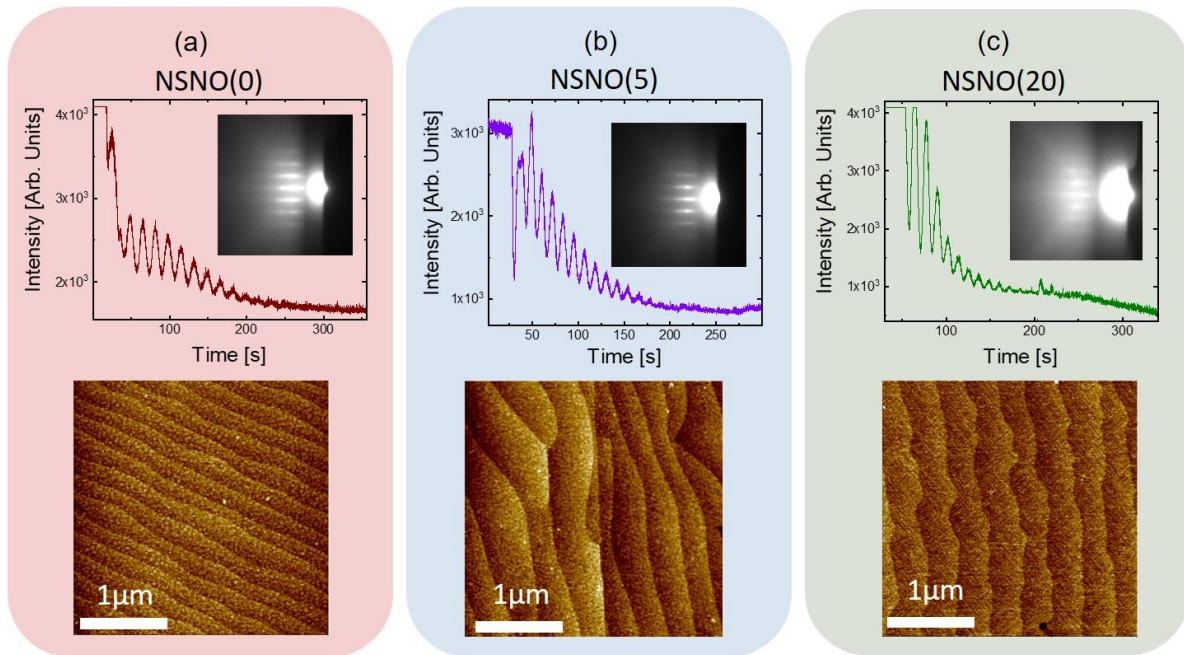 (a)
NSNO(0)
Intensity [Arb. Units]
4x10³
3x10³
2x10³
100
200
300
Time [s]
1μm
(b)
NSNO(5)
Intensity [Arb. Units]
3x10³
2x10³
1x10³
50
100
150
200
250
Time [s]
1μm
(c)
NSNO(20)
Intensity [Arb. Units]
4x10³
3x10³
2x10³
1x10³
100
200
300
Time [s]
1μm